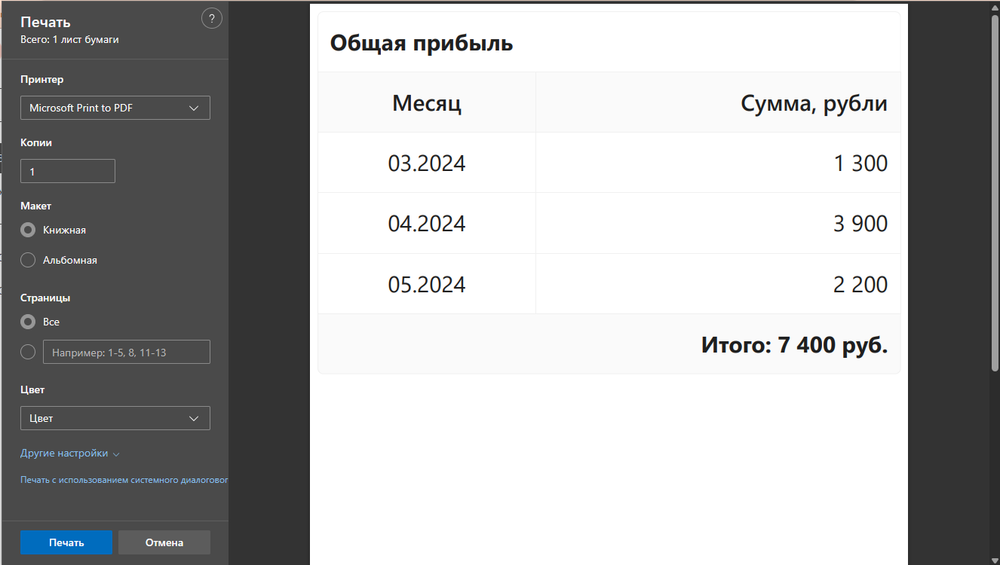 Печать
?
Всего: 1 лист бумаги
Принтер
Microsoft Print to PDF
Копии
1
Макет
Книжная
Альбомная
Страницы
Все
Например: 1-5, 8, 11-13
Цвет
Цвет
Другие настройки
Печать с использованием системного диалогог
Печать
Отмена
Общая прибыль
Месяц Сумма, рубли
03.2024 1 300
04.2024 3 900
05.2024 2 200
Итого: 7 400 руб.